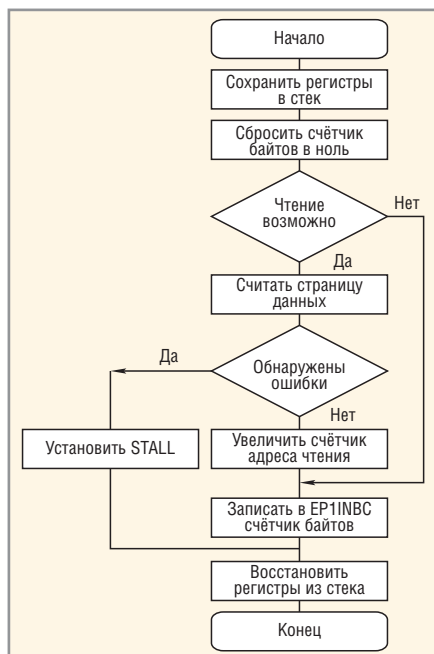 Начало
Сохранить регистры
в стек
Сбросить счётчик
байтов в ноль
Чтение
возможно
Нет
Да
Считать страницу
данных
Да
Обнаружены
ошибки
Нет
Установить STALL
Увеличить счётчик
адреса чтения
Записать в EP1INBC
счётчик байтов
Восстановить
регистры из стека
Конец